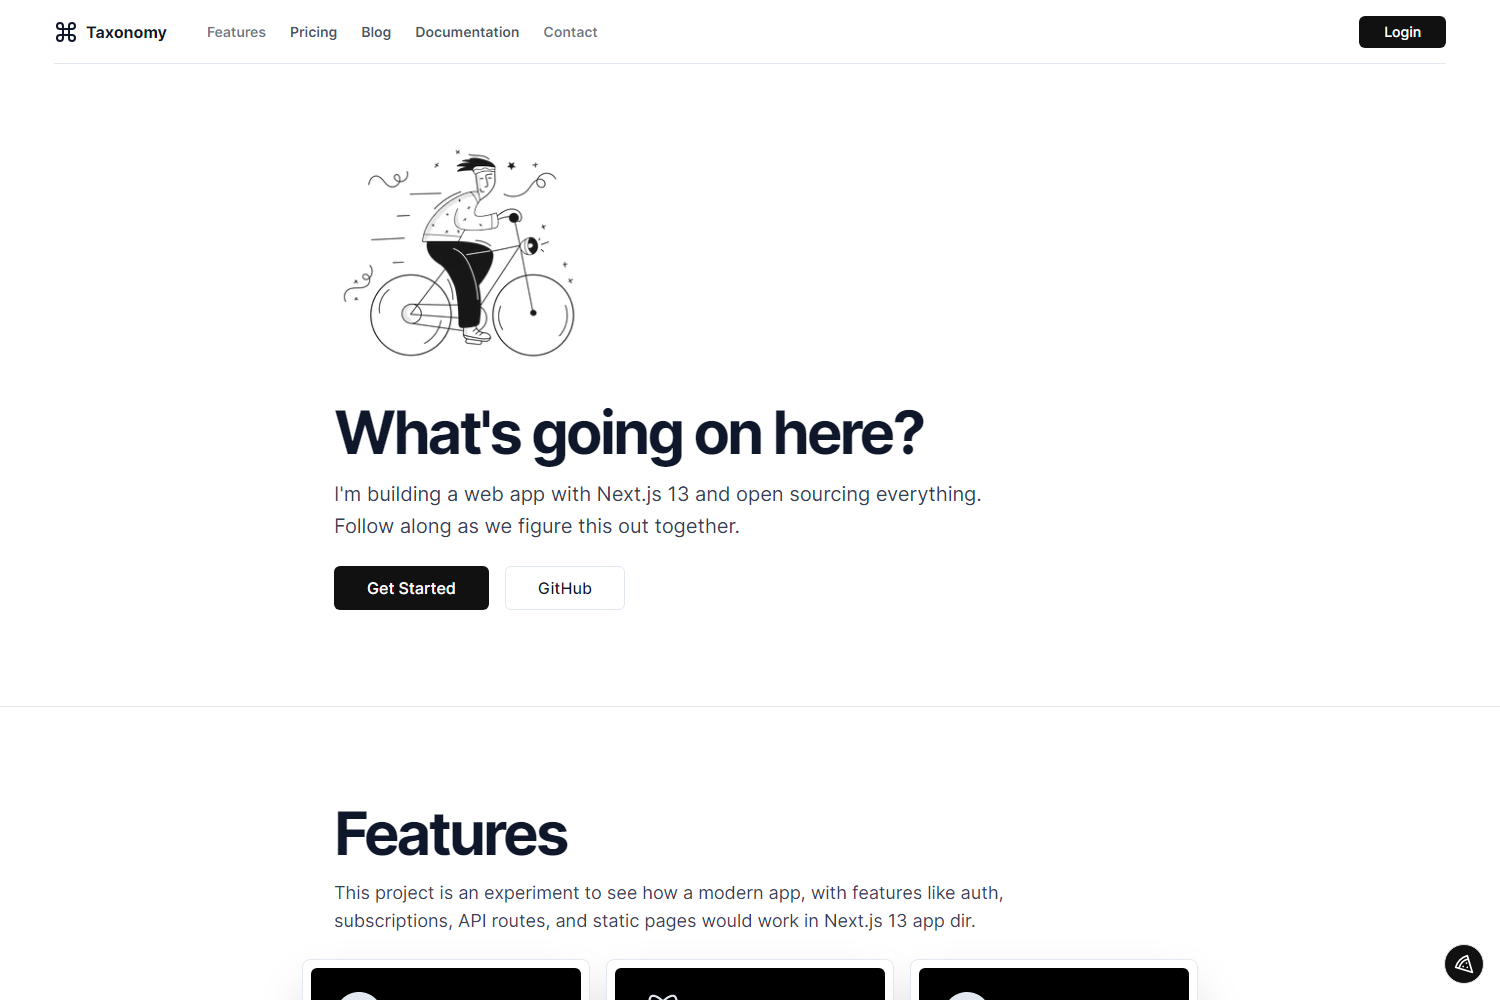 Taxonomy
Features
Pricing
Blog
Documentation
Contact
Login
What's going on here?
I'm building a web app with Next.js 13 and open sourcing everything.
Follow along as we figure this out together.
Get Started
GitHub
Features
This project is an experiment to see how a modern app, with features like auth,
subscriptions, API routes, and static pages would work in Next.js 13 app dir.